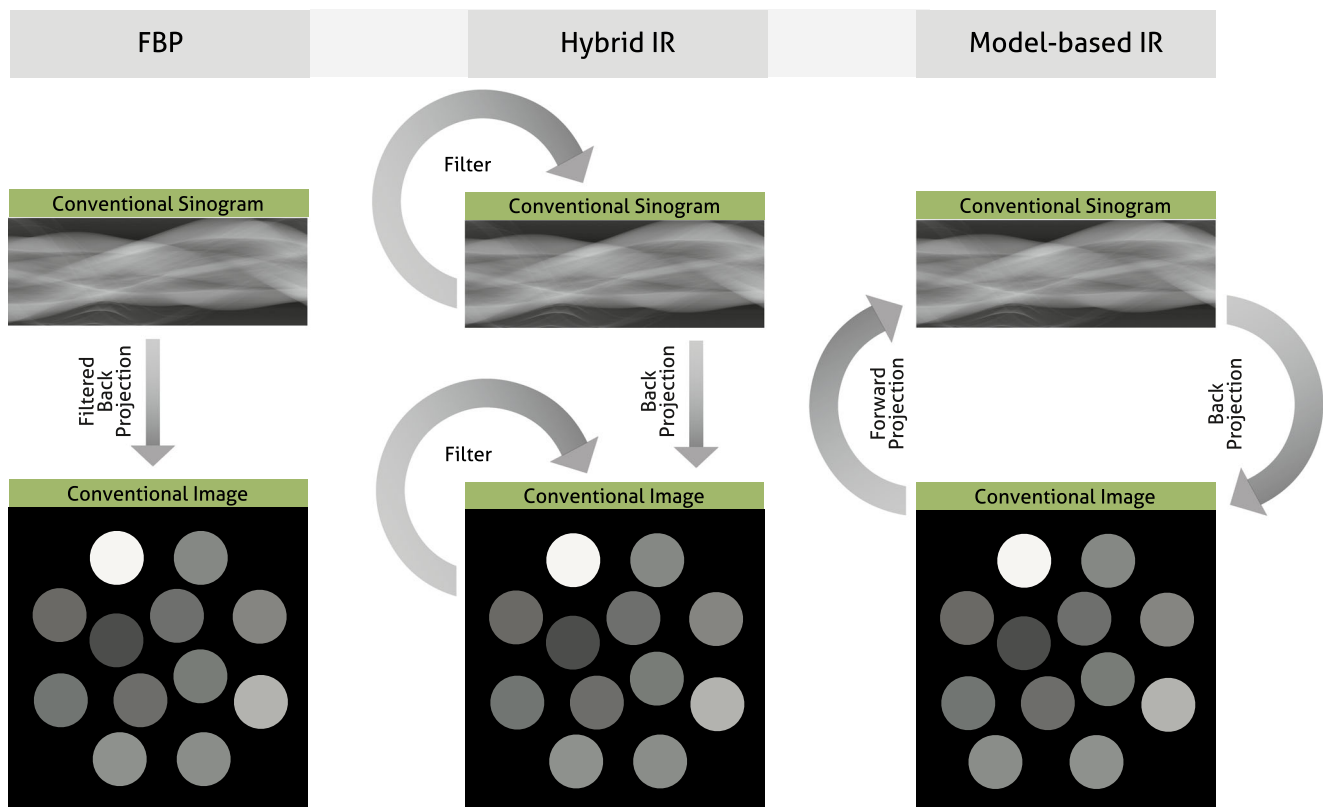 FBP
Hybrid IR
Model-based IR
Filter
Conventional Sinogram
Conventional Sinogram
Conventional Sinogram
Filtered
Back
Projection
Filter
Back
Projection
Forward
Projection
Back
Projection
Conventional Image
Conventional Image
Conventional Image